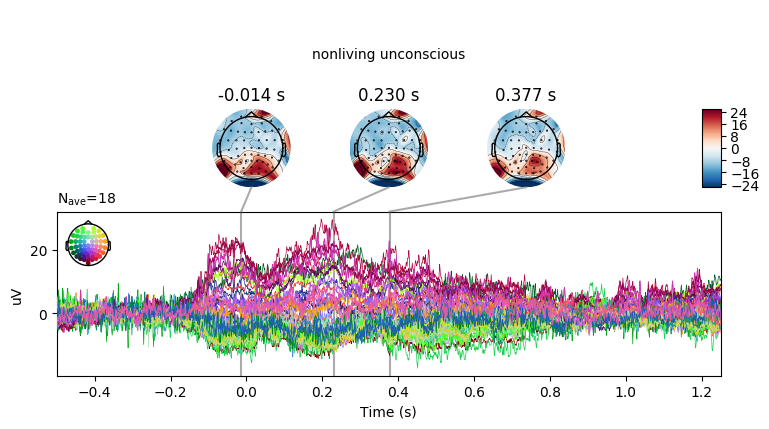 nonliving unconscious
-0.014 s 0.230 s 0.377 s
24
16
8
0
−8
−16
−24
Nave=18
20
0
uV
−0.4 −0.2 0.0 0.2 0.4 0.6 0.8 1.0 1.2
Time (s)